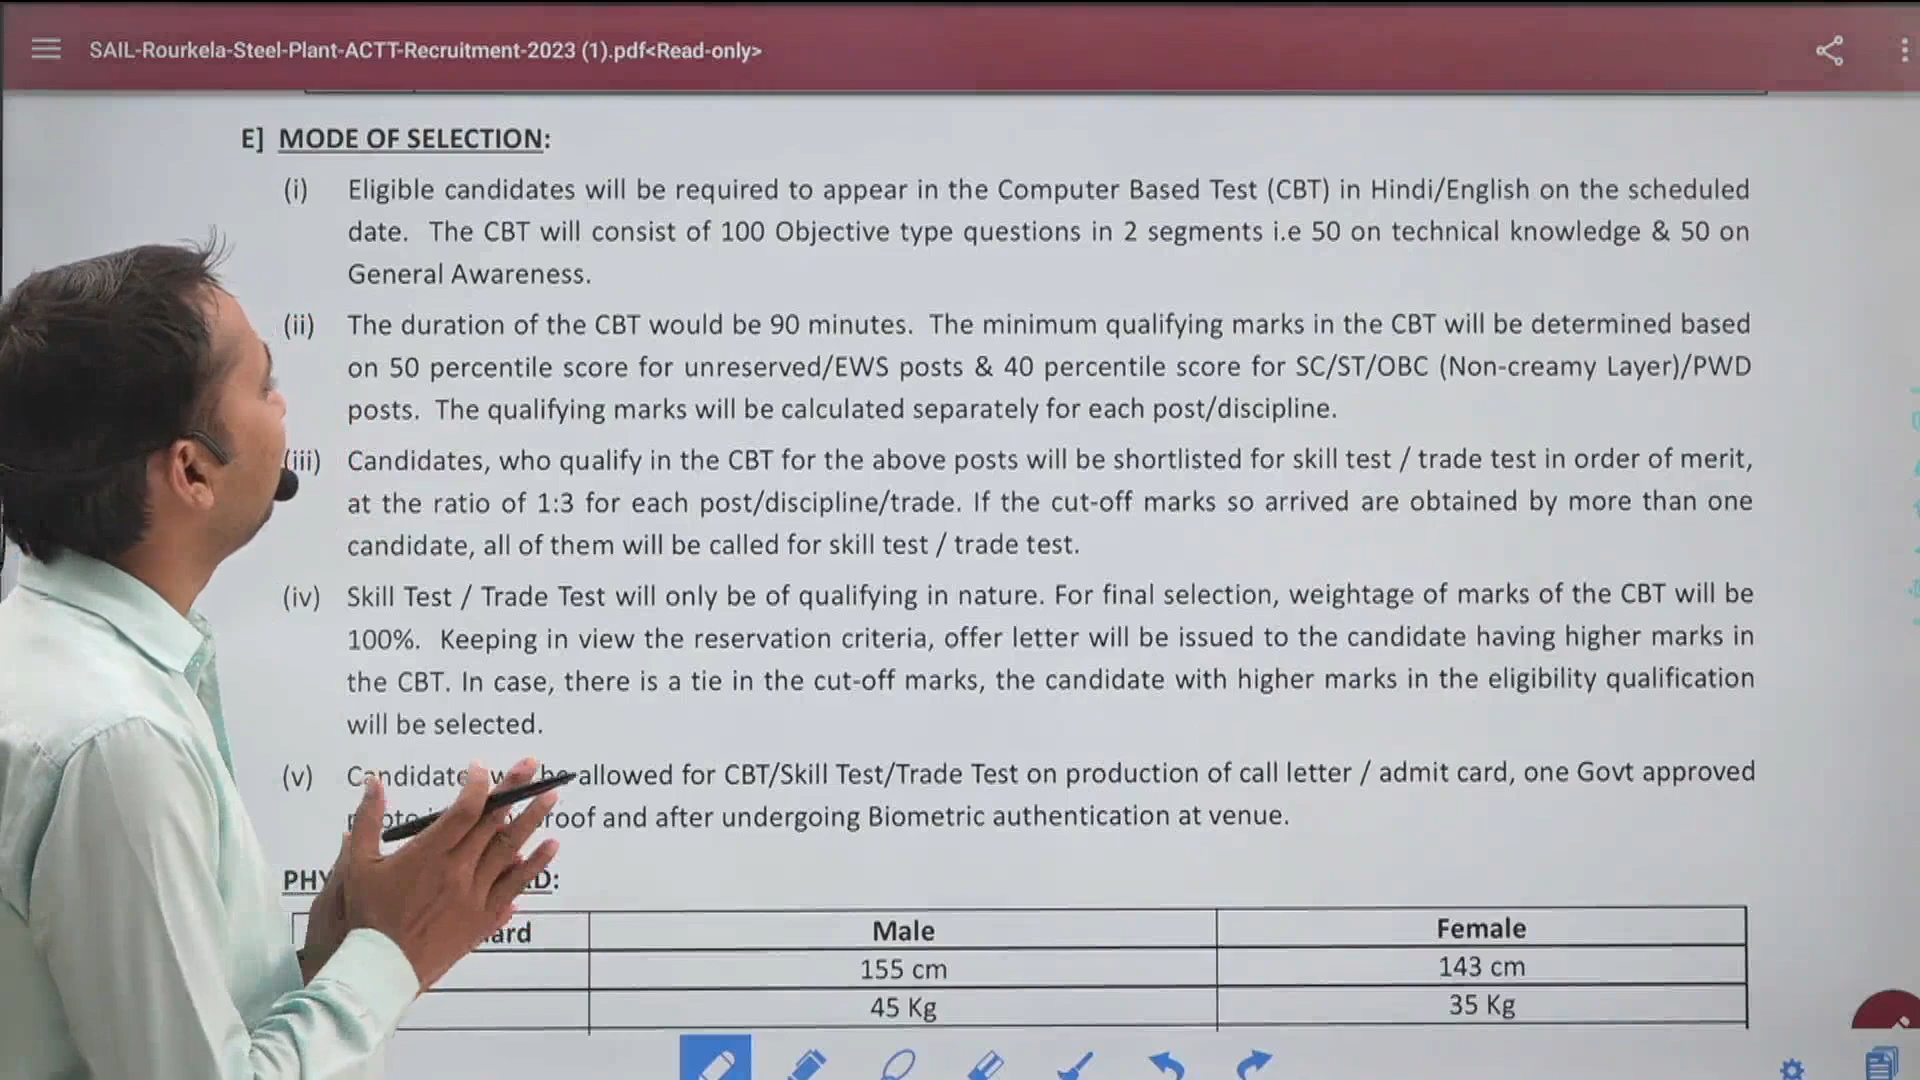 SAIL-Rourkela-Steel-Plant-ACTT-Recruitment-2023 (1).pdf<Read-only>
E] MODE OF SELECTION:
(i) Eligible candidates will be required to appear in the Computer Based Test (CBT) in Hindi/English on the scheduled
date. The CBT will consist of 100 Objective type questions in 2 segments i.e 50 on technical knowledge & 50 on
General Awareness.
(ii) The duration of the CBT would be 90 minutes. The minimum qualifying marks in the CBT will be determined based
on 50 percentile score for unreserved/EWS posts & 40 percentile score for SC/ST/OBC (Non-creamy Layer)/PWD
posts. The qualifying marks will be calculated separately for each post/discipline.
(iii) Candidates, who qualify in the CBT for the above posts will be shortlisted for skill test / trade test in order of merit,
at the ratio of 1:3 for each post/discipline/trade. If the cut-off marks so arrived are obtained by more than one
candidate, all of them will be called for skill test / trade test.
(iv) Skill Test / Trade Test will only be of qualifying in nature. For final selection, weightage of marks of the CBT will be
100%. Keeping in view the reservation criteria, offer letter will be issued to the candidate having higher marks in
the CBT. In case, there is a tie in the cut-off marks, the candidate with higher marks in the eligibility qualification
will be selected.
(v) be allowed for CBT/Skill Test/Trade Test on production of call letter / admit card, one Govt approved
and after undergoing Biometric authentication at venue.
Male Female
155 cm 143 cm
45 Kg 35 Kg